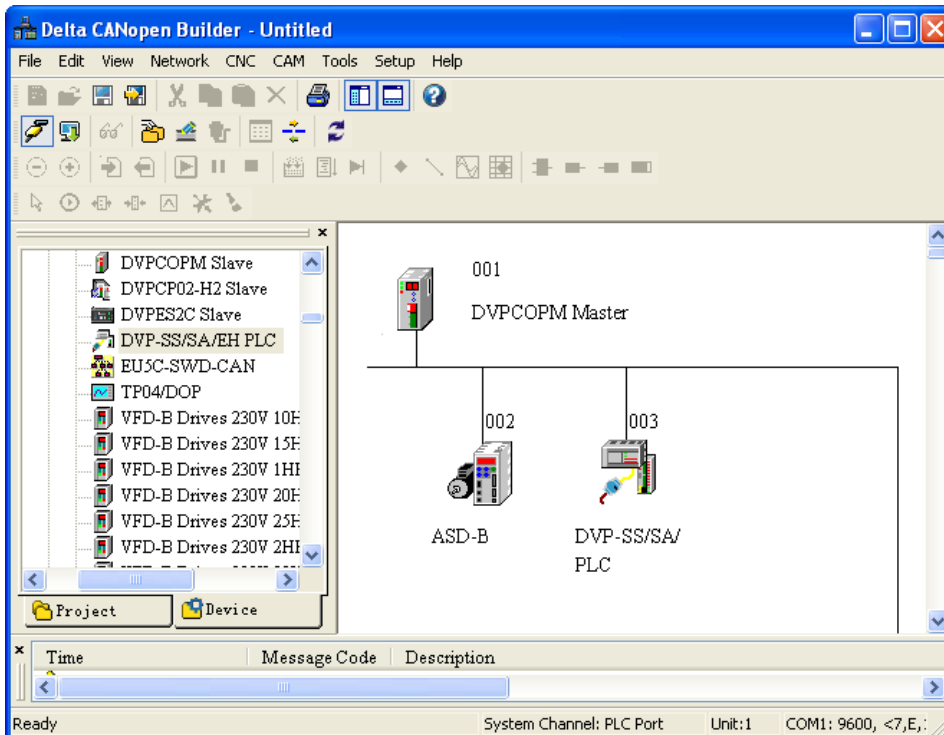 Delta CANopen Builder - Untitled
File Edit View Network CNC CAM Tools Setup Help
DVPCOPM Slave
DVPCP02-H2 Slave
DVPES2C Slave
DVP-SS/SA/EH PLC
EU5C-SWD-CAN
TP04/DOP
VFD-B Drives 230V 10H
VFD-B Drives 230V 15H
VFD-B Drives 230V 1HI
VFD-B Drives 230V 20H
VFD-B Drives 230V 25H
VFD-B Drives 230V 2HI
Project Device
001
DVPCOPM Master
002 003
ASD-B DVP-SS/SA/
PLC
Time Message Code Description
Ready System Channel: PLC Port Unit:1 COM1: 9600, <7,E,